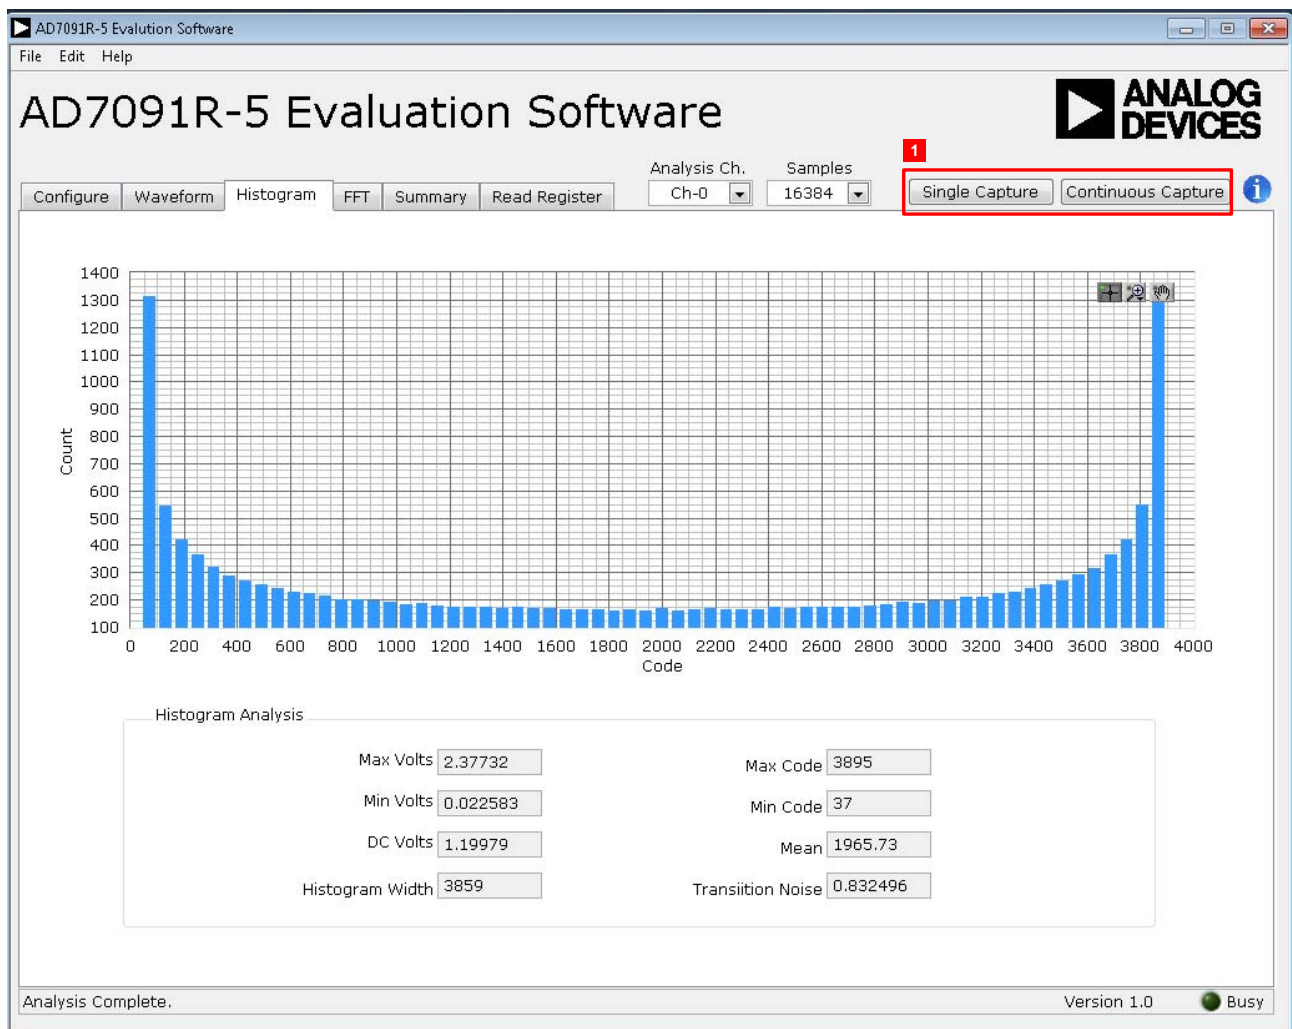 AD7091R-5 Evalution Software
File Edit Help
AD7091R-5 Evaluation Software
ANALOG
DEVICES
1
Analysis Ch. Samples
Configure Waveform Histogram FFT Summary Read Register Ch-0 16384 Single Capture Continuous Capture i
1400
1300
1200
1100
1000
900
800
700
600
500
400
300
200
100
Count
0 200 400 600 800 1000 1200 1400 1600 1800 2000 2200 2400 2600 2800 3000 3200 3400 3600 3800 4000
Code
Histogram Analysis
Max Volts 2.37732 Max Code 3895
Min Volts 0.022583 Min Code 37
DC Volts 1.19979 Mean 1965.73
Histogram Width 3859 Transiition Noise 0.832496
Analysis Complete. Version 1.0 Busy